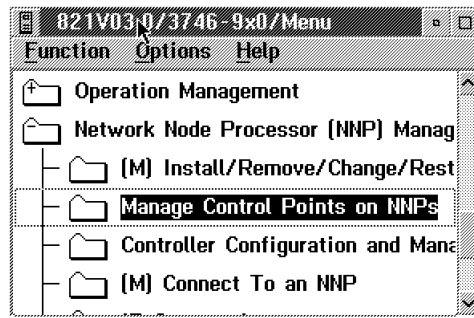 821V03.0/3746-9x0/Menu
Function Options Help
Operation Management
Network Node Processor (NNP) Manag
(M) Install/Remove/Change/Rest
Manage Control Points on NNPs
Controller Configuration and Mana
(M) Connect To an NNP